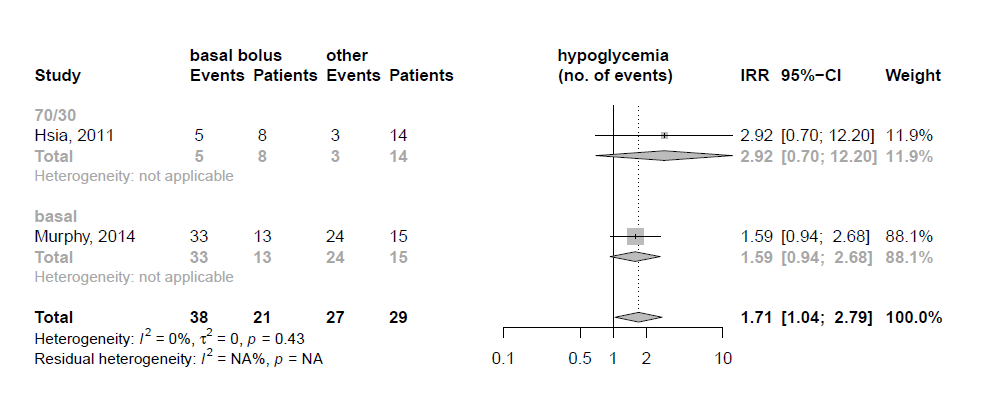 basal bolus other hypoglycemia
Study Events Patients Events Patients (no. of events) IRR 95%−CI Weight
70/30
Hsia, 2011 5 8 3 14 2.92 [0.70; 12.20] 11.9%
Total 5 8 3 14 2.92 [0.70; 12.20] 11.9%
Heterogeneity: not applicable
basal
Murphy, 2014 33 13 24 15 1.59 [0.94; 2.68] 88.1%
Total 33 13 24 15 1.59 [0.94; 2.68] 88.1%
Heterogeneity: not applicable
Total 38 21 27 29 1.71 [1.04; 2.79] 100.0%
Heterogeneity: I² = 0%, τ² = 0, p = 0.43
Residual heterogeneity: I² = NA%, p = NA
0.1 0.5 1 2 10